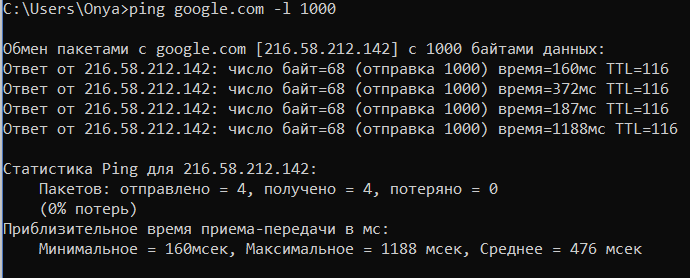 C:\Users\Onya>ping google.com -l 1000
Обмен пакетами с google.com [216.58.212.142] с 1000 байтами данных:
Ответ от 216.58.212.142: число байт=68 (отправка 1000) время=160мс TTL=116
Ответ от 216.58.212.142: число байт=68 (отправка 1000) время=372мс TTL=116
Ответ от 216.58.212.142: число байт=68 (отправка 1000) время=187мс TTL=116
Ответ от 216.58.212.142: число байт=68 (отправка 1000) время=1188мс TTL=116
Статистика Ping для 216.58.212.142:
Пакетов: отправлено = 4, получено = 4, потеряно = 0
(0% потерь)
Приблизительное время приема-передачи в мс:
Минимальное = 160мсек, Максимальное = 1188 мсек, Среднее = 476 мсек